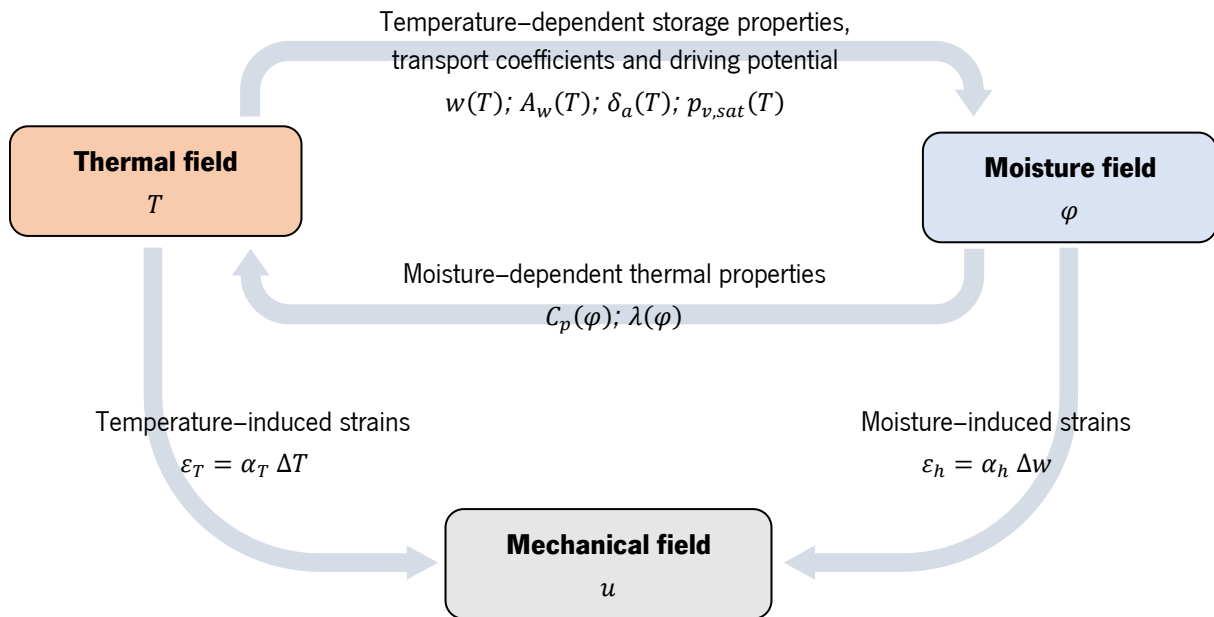 Temperature–dependent storage properties,
transport coefficients and driving potential
w(T); A_w(T); δ_a(T); p_{v,sat}(T)
Thermal field
T
Moisture field
φ
Moisture–dependent thermal properties
C_p(φ); λ(φ)
Temperature–induced strains
ε_T = α_T ΔT
Moisture–induced strains
ε_h = α_h Δw
Mechanical field
u